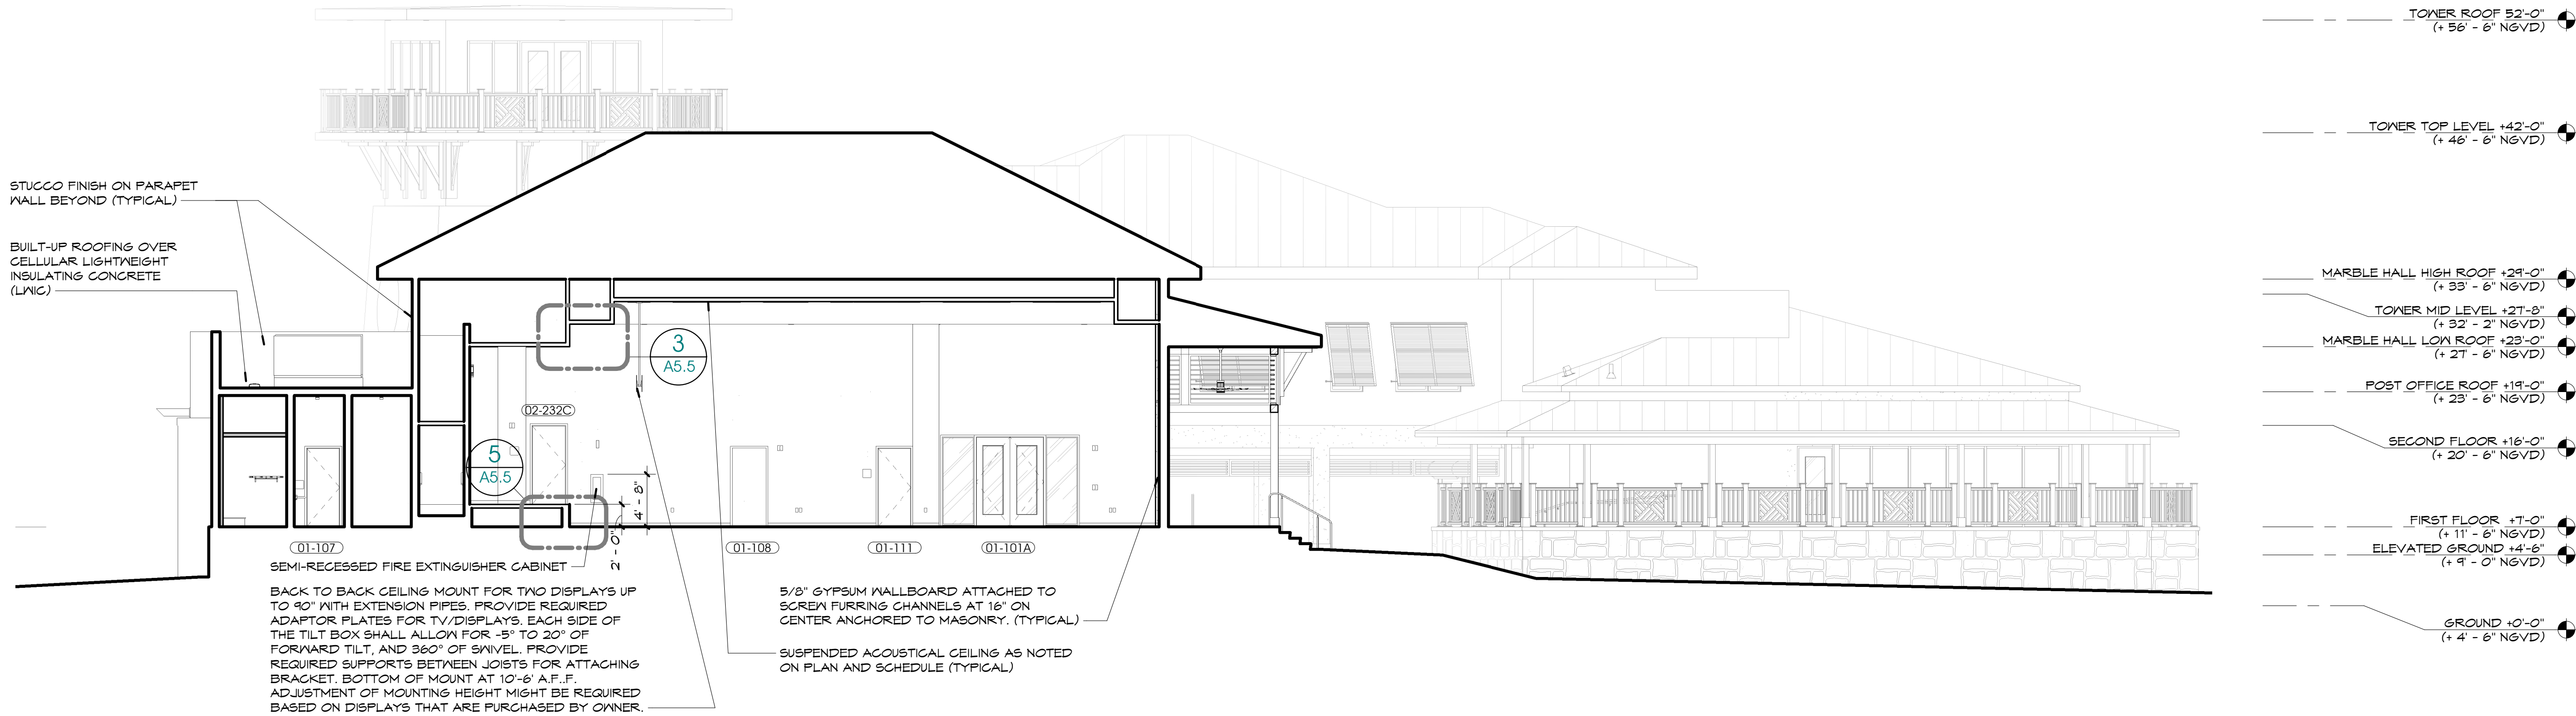 TOWER ROOF 52'-0"
(+ 56' - 6" NGVD)
TOWER TOP LEVEL +42'-0"
(+ 46' - 6" NGVD)
STUCCO FINISH ON PARAPET
WALL BEYOND (TYPICAL)
BUILT-UP ROOFING OVER
CELLULAR LIGHTWEIGHT
INSULATING CONCRETE
(LWIC)
MARBLE HALL HIGH ROOF +29'-0"
(+ 33' - 6" NGVD)
TOWER MID LEVEL +27'-8"
(+ 32' - 2" NGVD)
MARBLE HALL LOW ROOF +23'-0"
(+ 27' - 6" NGVD)
POST OFFICE ROOF +19'-0"
(+ 23' - 6" NGVD)
SECOND FLOOR +16'-0"
(+ 20' - 6" NGVD)
FIRST FLOOR +7'-0"
(+ 11' - 6" NGVD)
ELEVATED GROUND +4'-6"
(+ 9' - 0" NGVD)
GROUND +0'-0"
(+ 4' - 6" NGVD)
3
A5.5
02-232C
5
A5.5
4' - 8"
2' - 0"
01-107
01-108
01-111
01-101A
SEMI-RECESSED FIRE EXTINGUISHER CABINET
BACK TO BACK CEILING MOUNT FOR TWO DISPLAYS UP
TO 90" WITH EXTENSION PIPES. PROVIDE REQUIRED
ADAPTOR PLATES FOR TV/DISPLAYS. EACH SIDE OF
THE TILT BOX SHALL ALLOW FOR -5° TO 20° OF
FORWARD TILT, AND 360° OF SWIVEL. PROVIDE
REQUIRED SUPPORTS BETWEEN JOISTS FOR ATTACHING
BRACKET. BOTTOM OF MOUNT AT 10'-6' A.F..F.
ADJUSTMENT OF MOUNTING HEIGHT MIGHT BE REQUIRED
BASED ON DISPLAYS THAT ARE PURCHASED BY OWNER.
5/8" GYPSUM WALLBOARD ATTACHED TO
SCREW FURRING CHANNELS AT 16" ON
CENTER ANCHORED TO MASONRY. (TYPICAL)
SUSPENDED ACOUSTICAL CEILING AS NOTED
ON PLAN AND SCHEDULE (TYPICAL)